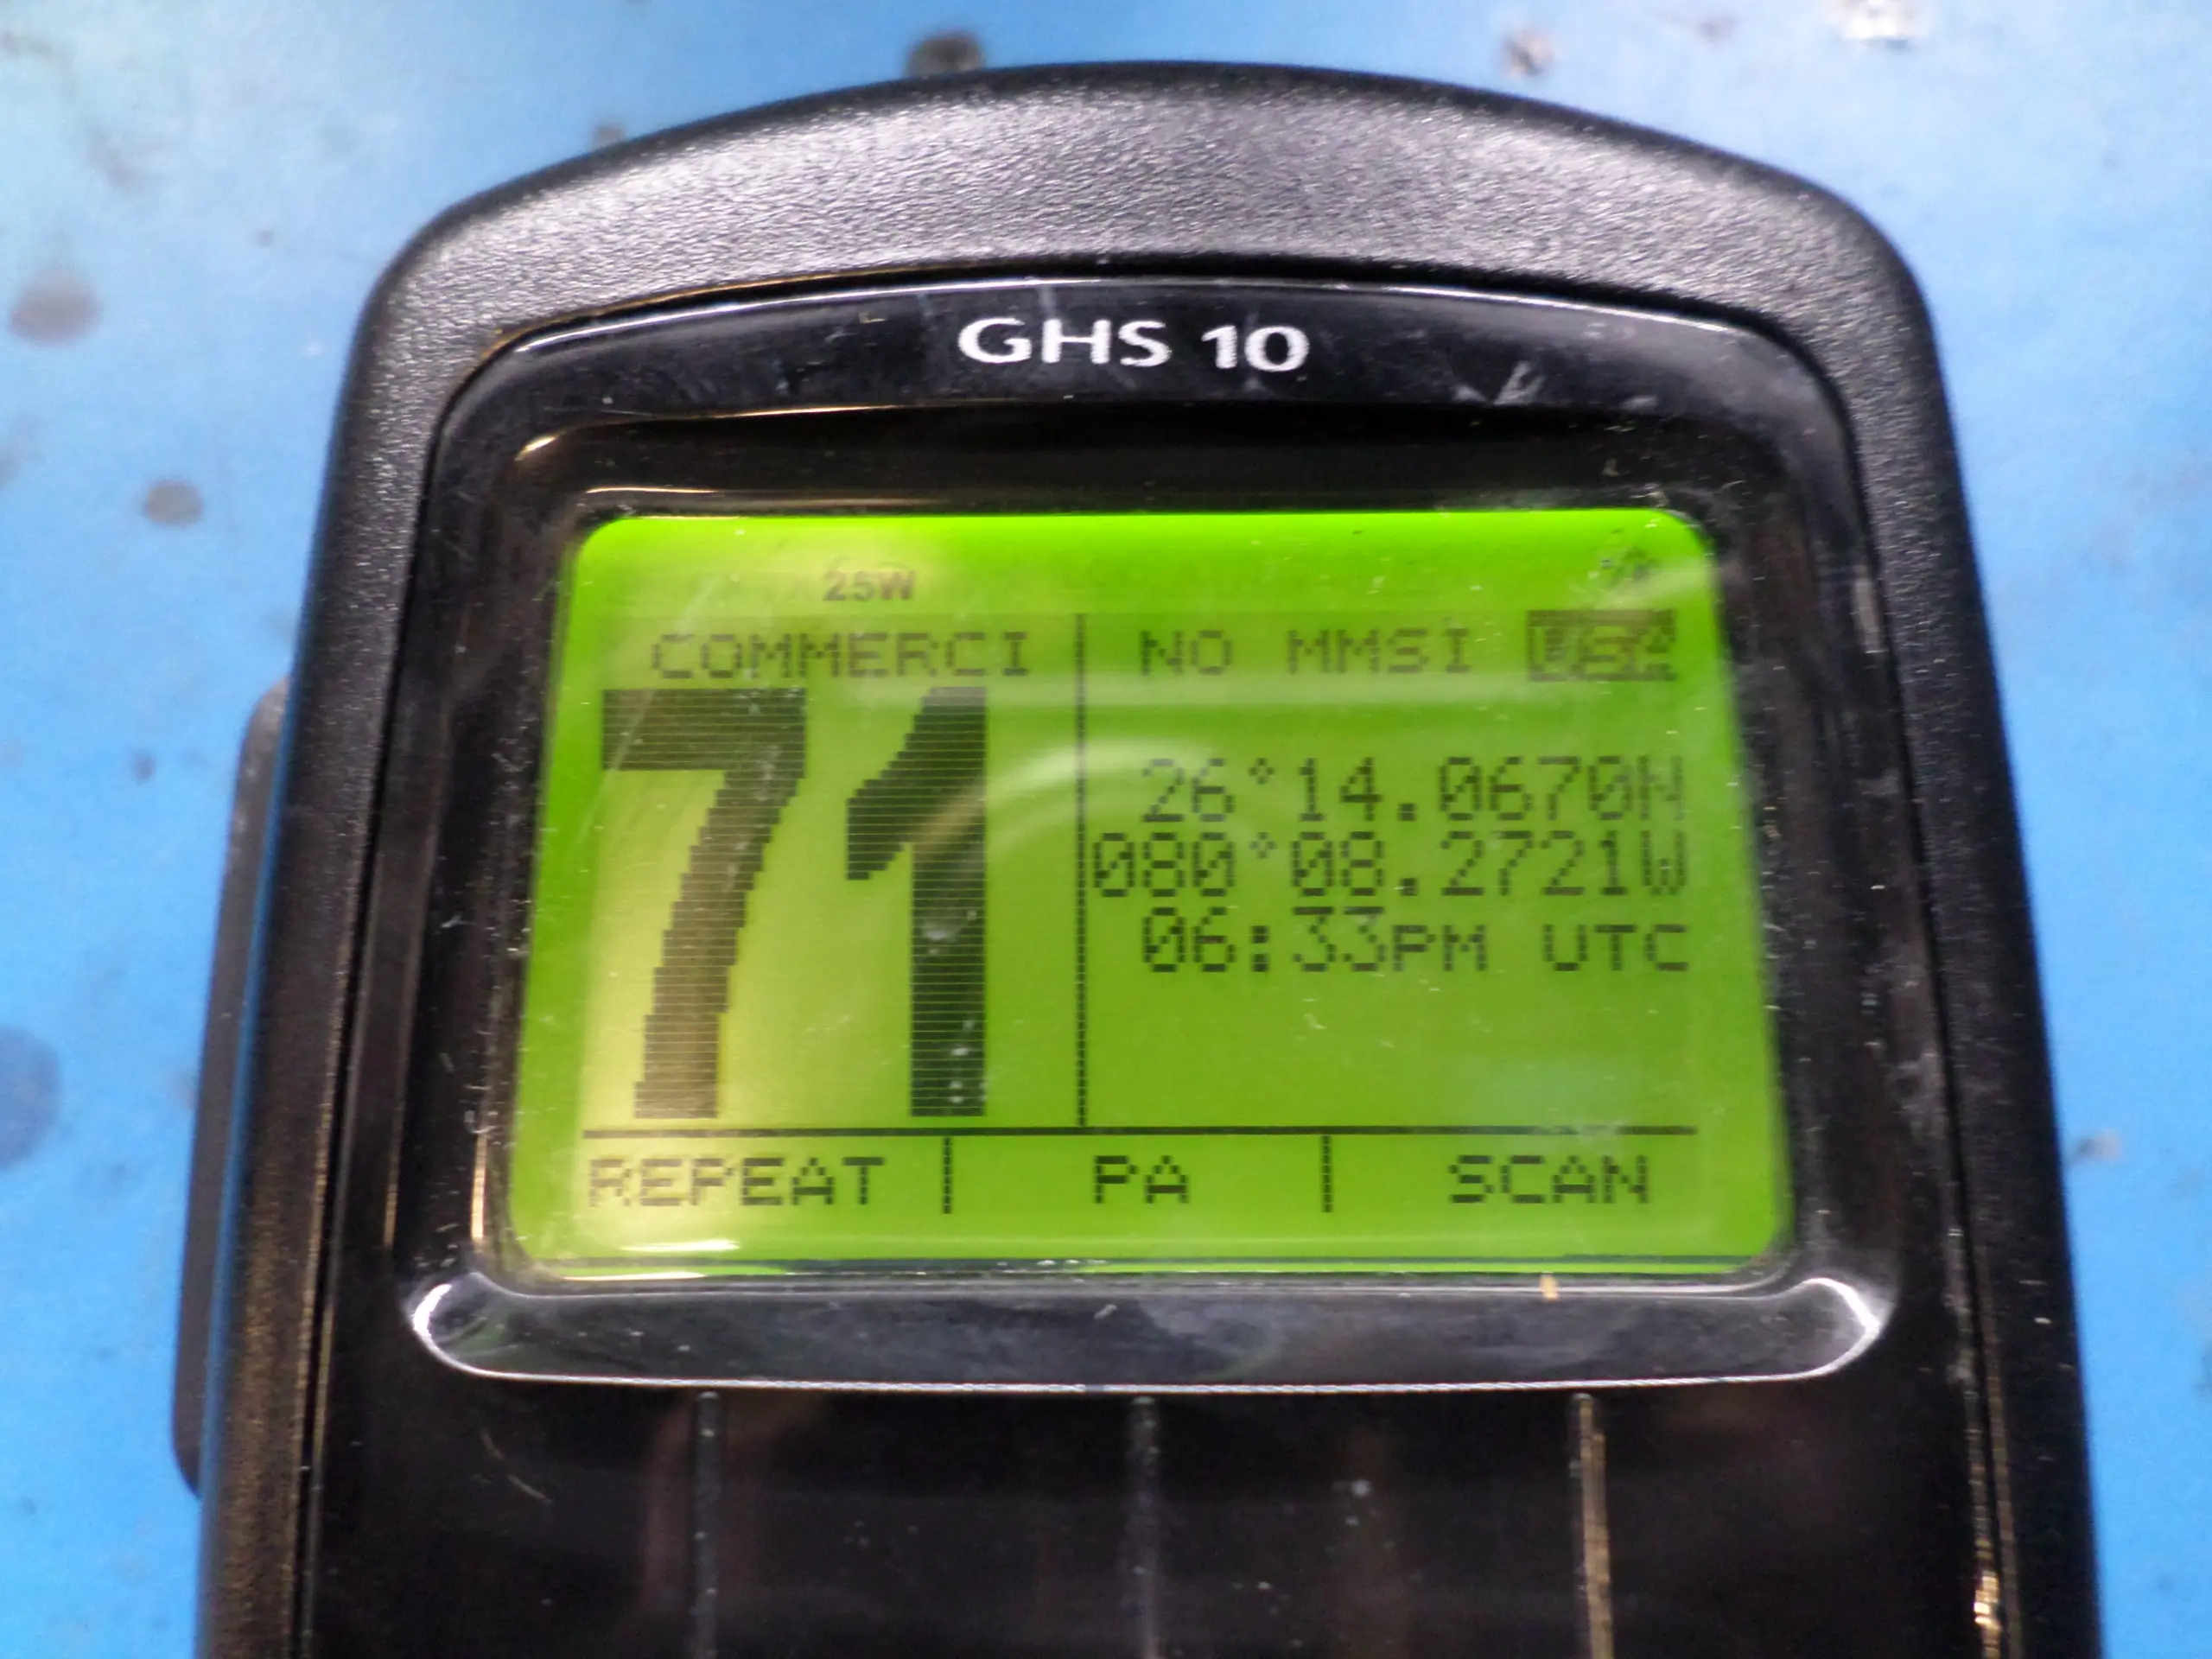 GHS 10
25W
COMMERCI
NO MMSI
71
26°14.0670N
080°08.2721W
06:33PM UTC
REPEAT
PA
SCAN